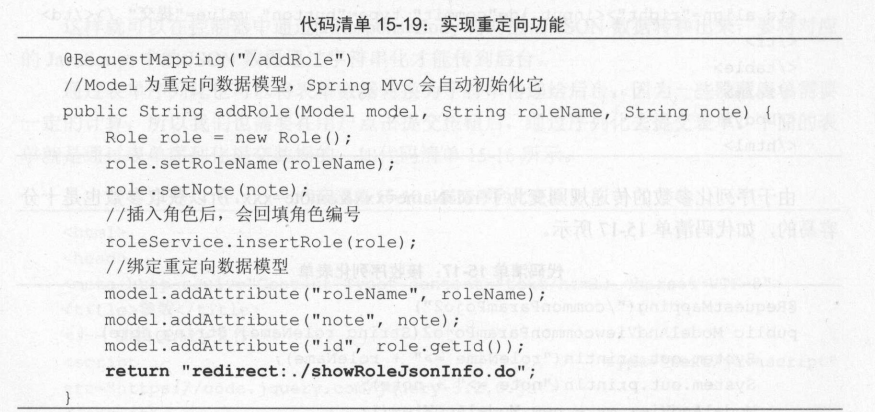 代码清单 15-19：实现重定向功能
@RequestMapping("/addRole")
//Model 为重定向数据模型，Spring MVC 会自动初始化它
public String addRole(Model model, String roleName, String note) {
    Role role = new Role();
    role.setRoleName(roleName);
    role.setNote(note);
    //插入角色后，会回填角色编号
    roleService.insertRole(role);
    //绑定重定向数据模型
    model.addAttribute("roleName", roleName);
    model.addAttribute("note", note);
    model.addAttribute("id", role.getId());
    return "redirect:./showRoleJsonInfo.do";
}